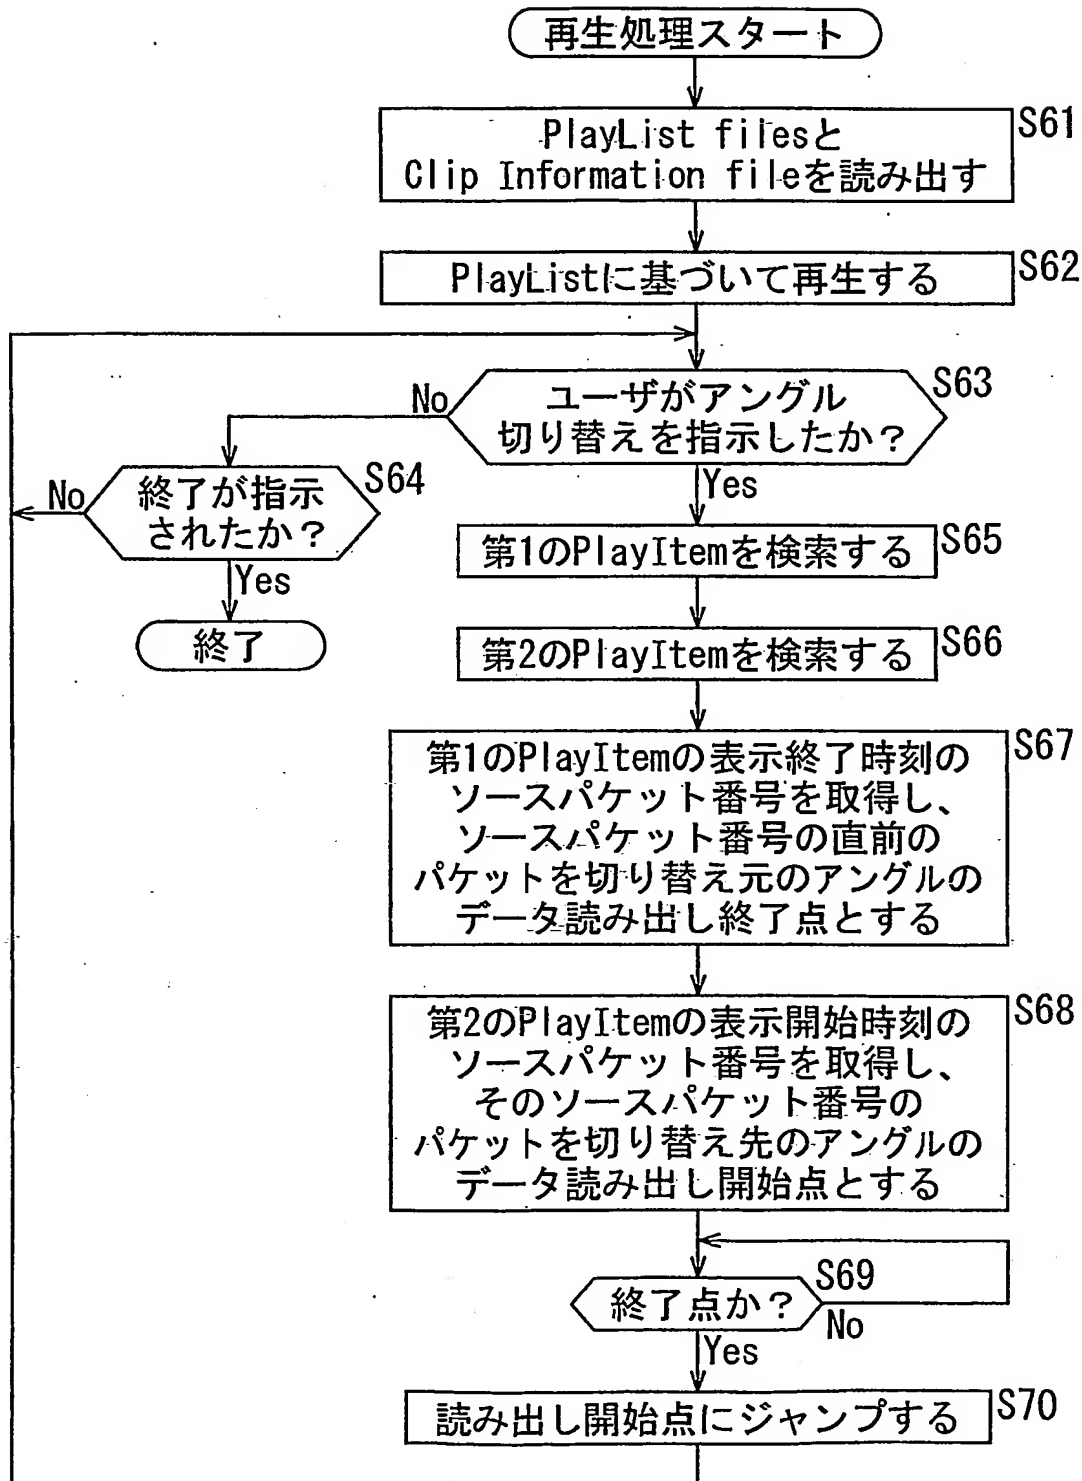 再生処理スタート
S61
PlayList filesと
Clip Information fileを読み出す
S62
PlayListに基づいて再生する
S63
ユーザがアングル
切り替えを指示したか?
No
Yes
S64
終了が指示
されたか?
No
Yes
終了
S65
第1のPlayItemを検索する
S66
第2のPlayItemを検索する
S67
第1のPlayItemの表示終了時刻の
ソースパケット番号を取得し、
ソースパケット番号の直前の
パケットを切り替え元のアングルの
データ読み出し終了点とする
S68
第2のPlayItemの表示開始時刻の
ソースパケット番号を取得し、
そのソースパケット番号の
パケットを切り替え先のアングルの
データ読み出し開始点とする
S69
終了点か?
No
Yes
S70
読み出し開始点にジャンプする